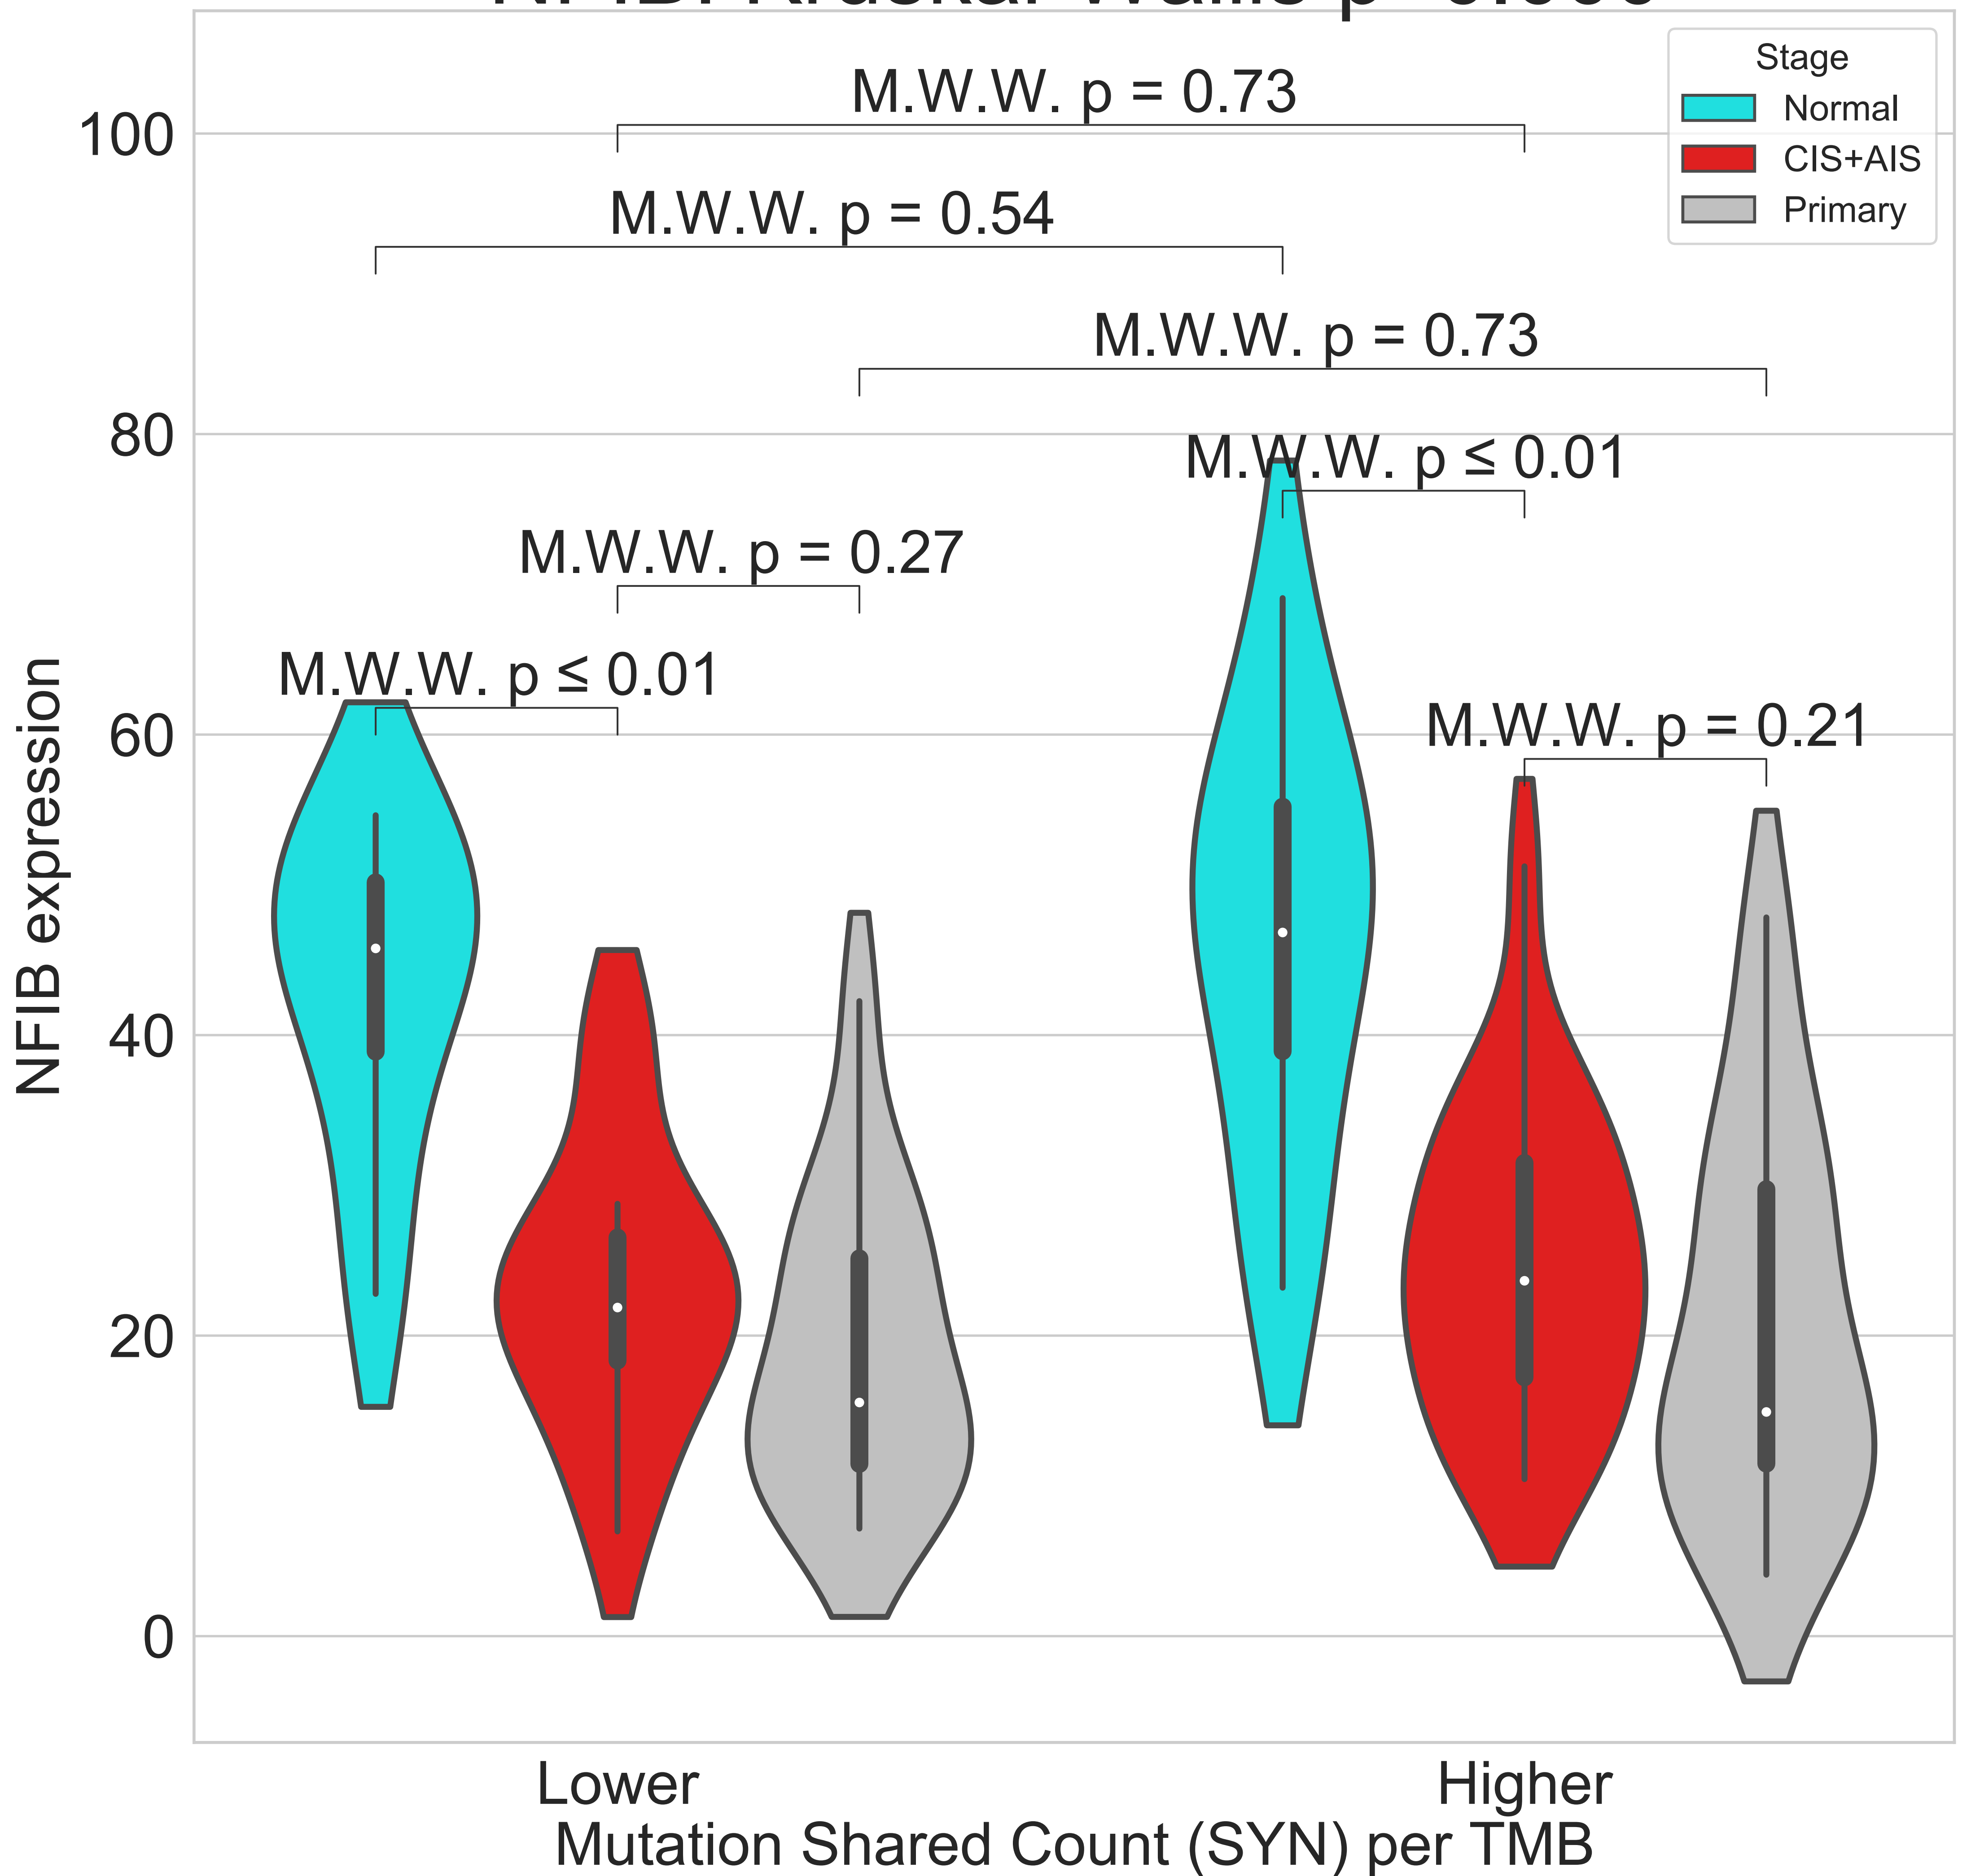 Stage
Normal
CIS+AIS
Primary
M.W.W. p = 0.73
M.W.W. p = 0.54
M.W.W. p = 0.73
M.W.W. p ≤ 0.01
M.W.W. p = 0.27
M.W.W. p ≤ 0.01
M.W.W. p = 0.21
100
80
60
40
20
0
NFIB expression
Lower
Higher
Mutation Shared Count (SYN) per TMB